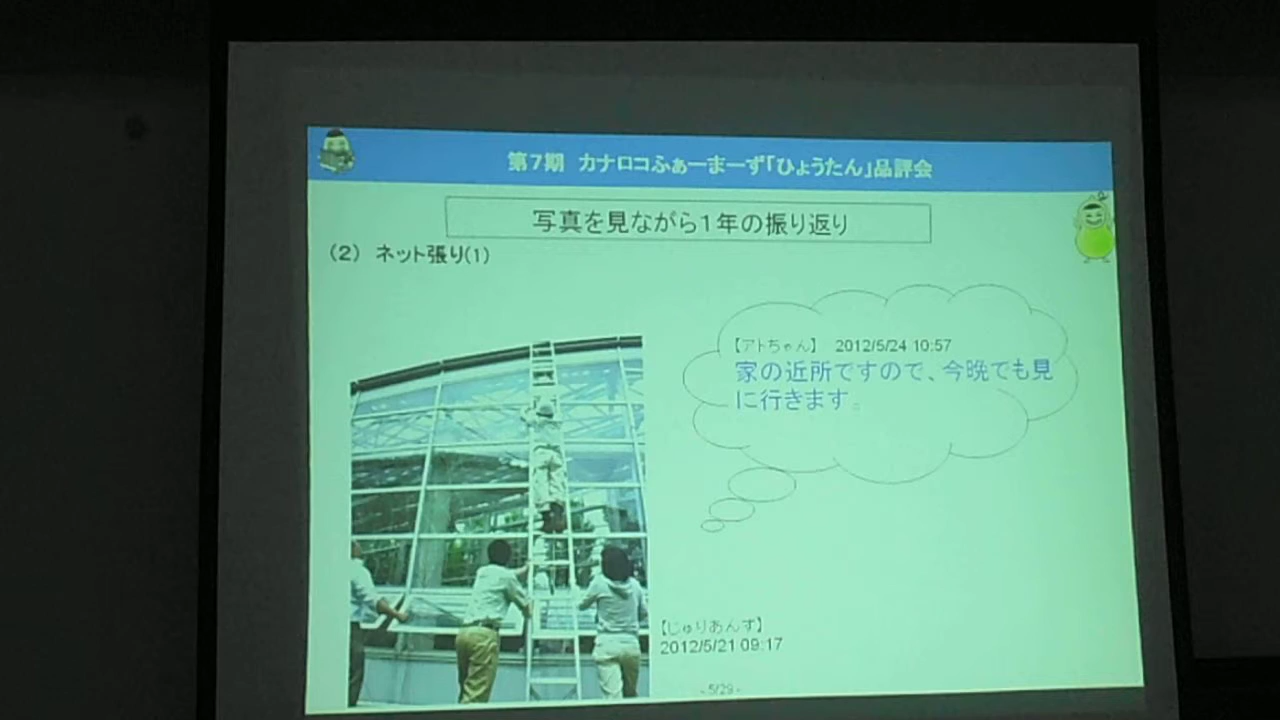 第7期 カナロコふぁーまーず「ひょうたん」品評会
写真を見ながら1年の振り返り
(2) ネット張り(1)
【アトちゃん】 2012/5/24 10:57
家の近所ですので、今晩ても見
に行きます。
【じゅりあんす】
2012/5/21 09:17
- 5/29 -